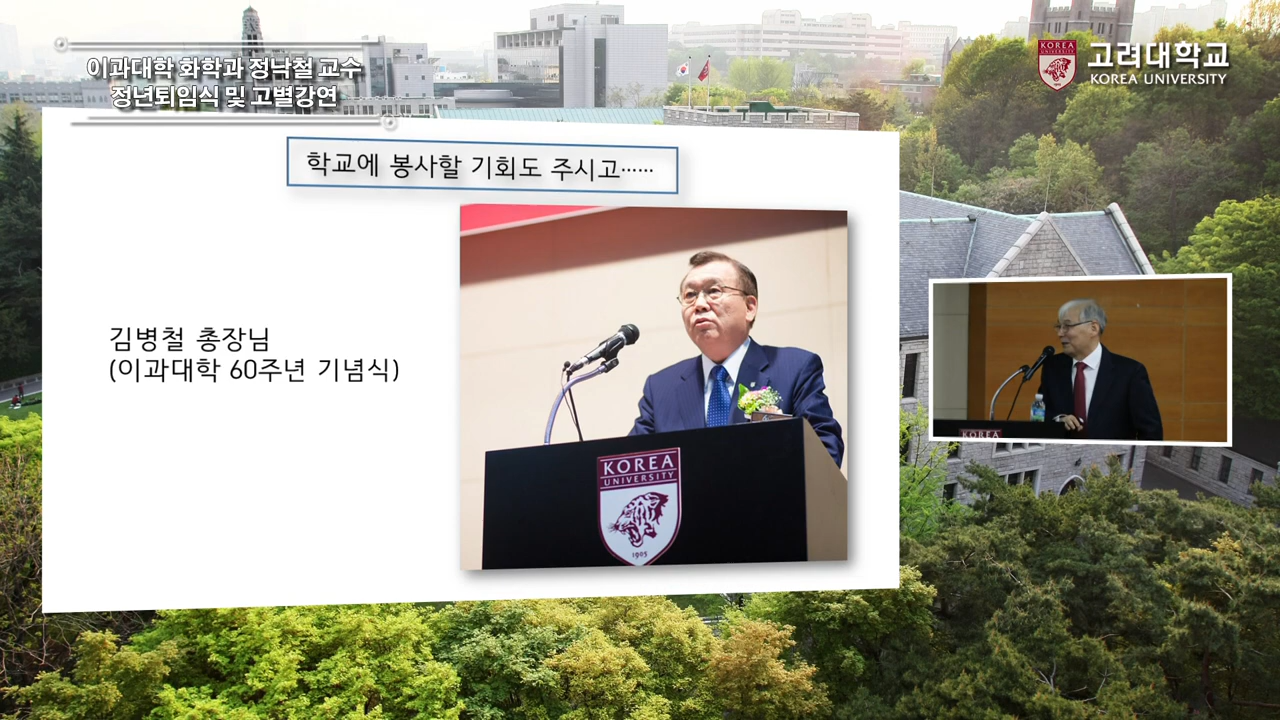 이과대학 화학과 정낙철 교수
정년퇴임식 및 고별강연
KOREA
UNIVERSITY
1905
고려대학교
KOREA UNIVERSITY
학교에 봉사할 기회도 주시고……
김병철 총장님
(이과대학 60주년 기념식)
KOREA
UNIVERSITY
1905
KOREA